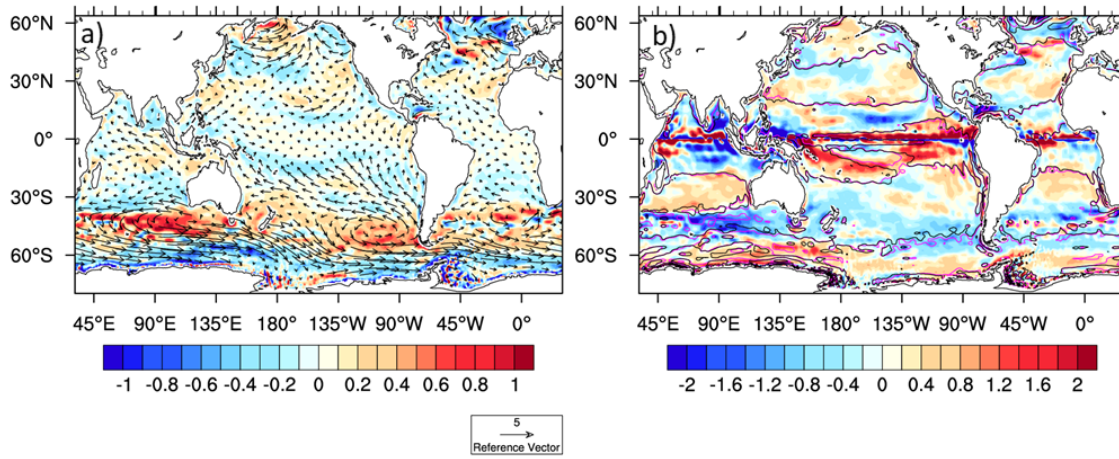 a)
60°N
30°N
0°
30°S
60°S
45°E 90°E 135°E 180° 135°W 90°W 45°W 0°
-1 -0.8 -0.6 -0.4 -0.2 0 0.2 0.4 0.6 0.8 1
5
Reference Vector
b)
60°N
30°N
0°
30°S
60°S
45°E 90°E 135°E 180° 135°W 90°W 45°W 0°
-2 -1.6 -1.2 -0.8 -0.4 0 0.4 0.8 1.2 1.6 2